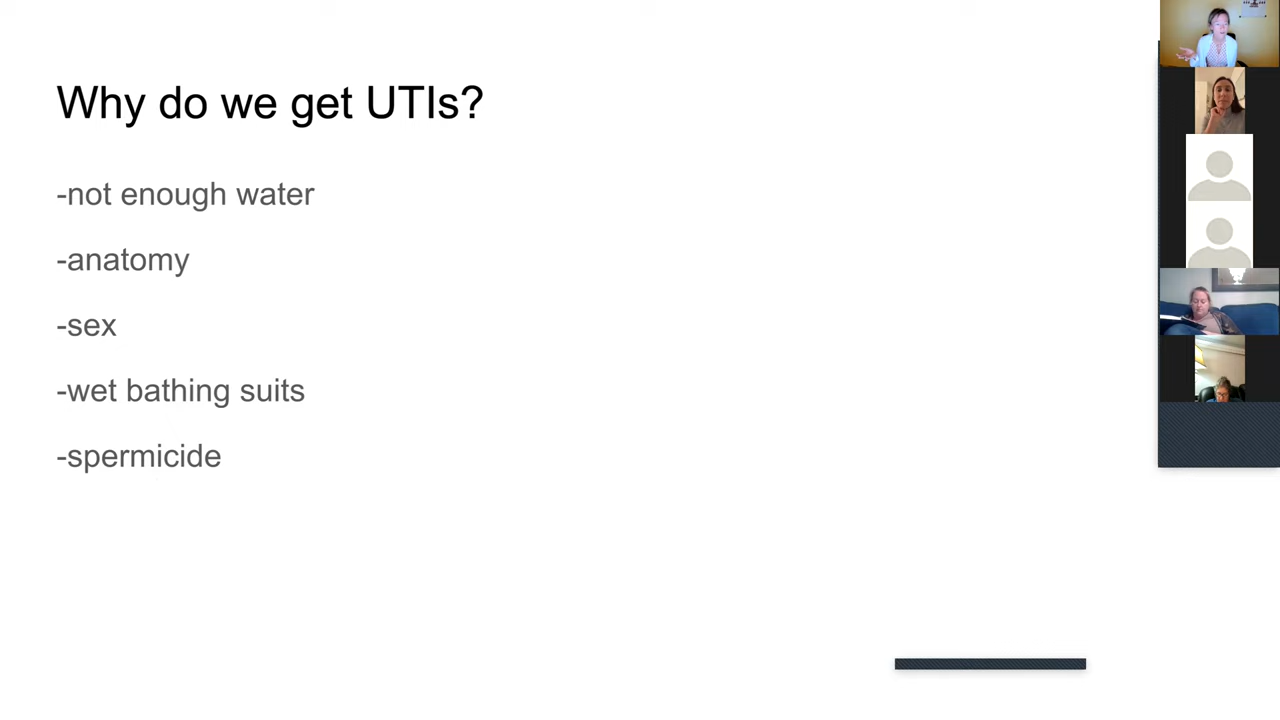 Why do we get UTIs?
-not enough water
-anatomy
-sex
-wet bathing suits
-spermicide